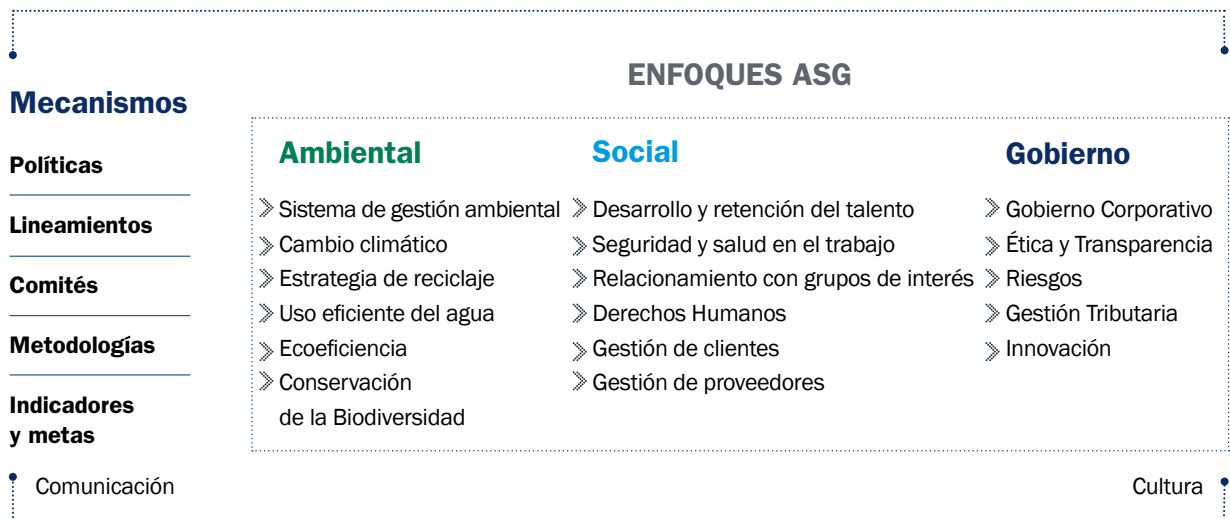 ENFOQUES ASG
Mecanismos
Políticas
Lineamientos
Comités
Metodologías
Indicadores
y metas
Ambiental
Sistema de gestión ambiental
Cambio climático
Estrategia de reciclaje
Uso eficiente del agua
Ecoeficiencia
Conservación
de la Biodiversidad
Social
Desarrollo y retención del talento
Seguridad y salud en el trabajo
Relacionamiento con grupos de interés
Derechos Humanos
Gestión de clientes
Gestión de proveedores
Gobierno
Gobierno Corporativo
Ética y Transparencia
Riesgos
Gestión Tributaria
Innovación
Comunicación
Cultura